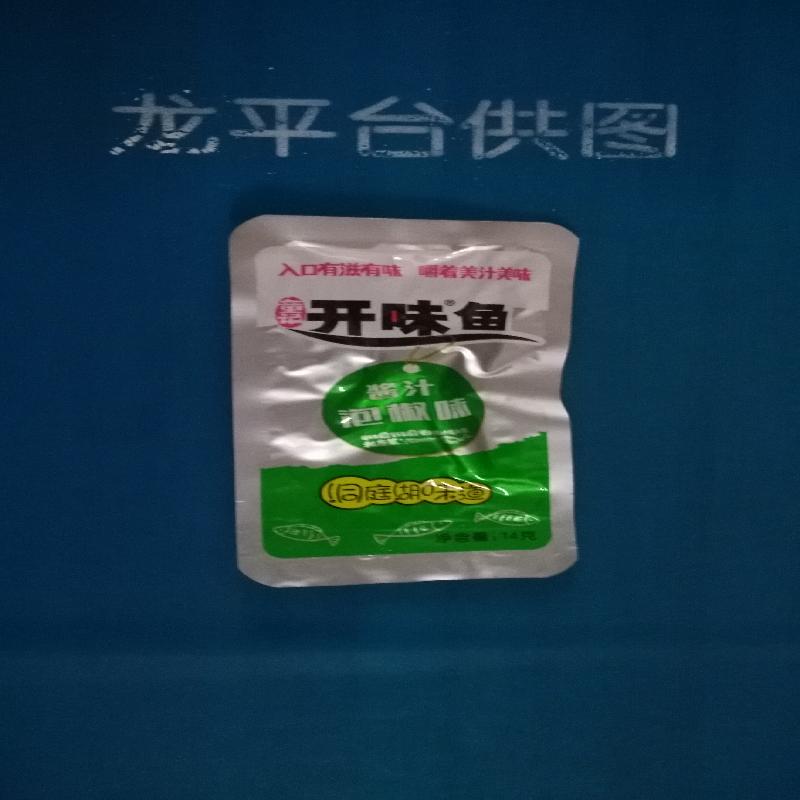 龙平台供图
入口有滋有味 嚼着美汁美味
开味®鱼
酱汁
泡椒味
洞庭湖味道
净含量:14克